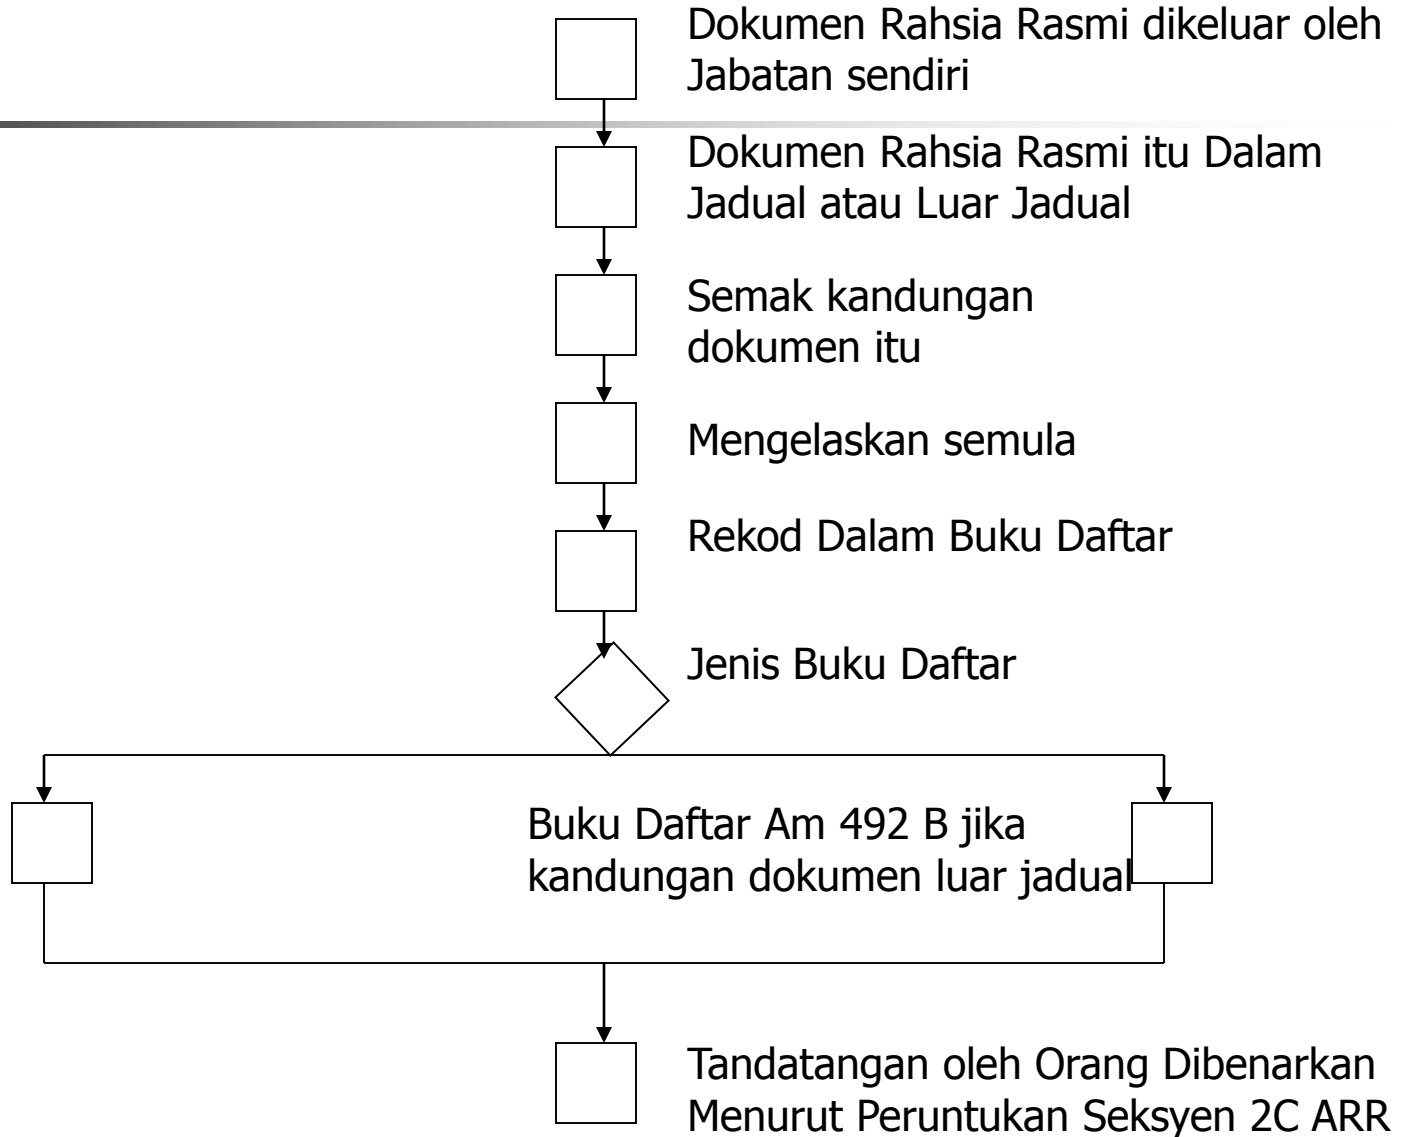 Dokumen Rahsia Rasmi dikeluar oleh
Jabatan sendiri
Dokumen Rahsia Rasmi itu Dalam
Jadual atau Luar Jadual
Semak kandungan
dokumen itu
Mengelaskan semula
Rekod Dalam Buku Daftar
Jenis Buku Daftar
Buku Daftar Am 492 B jika
kandungan dokumen luar jadual
Tandatangan oleh Orang Dibenarkan
Menurut Peruntukan Seksyen 2C ARR